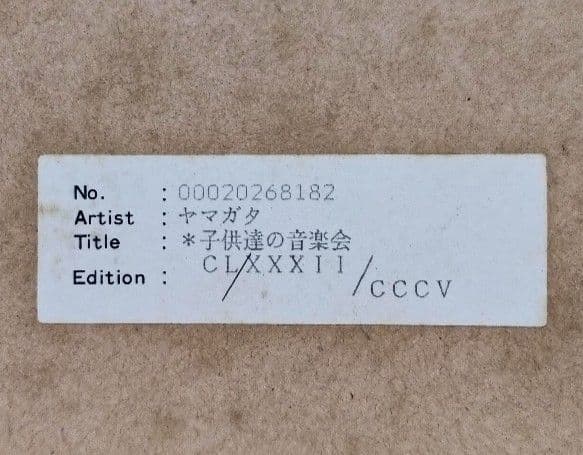 No. : 00020268182
Artist : ヤマガタ
Title : *子供達の音楽会
Edition : CLXXXII/CCCV